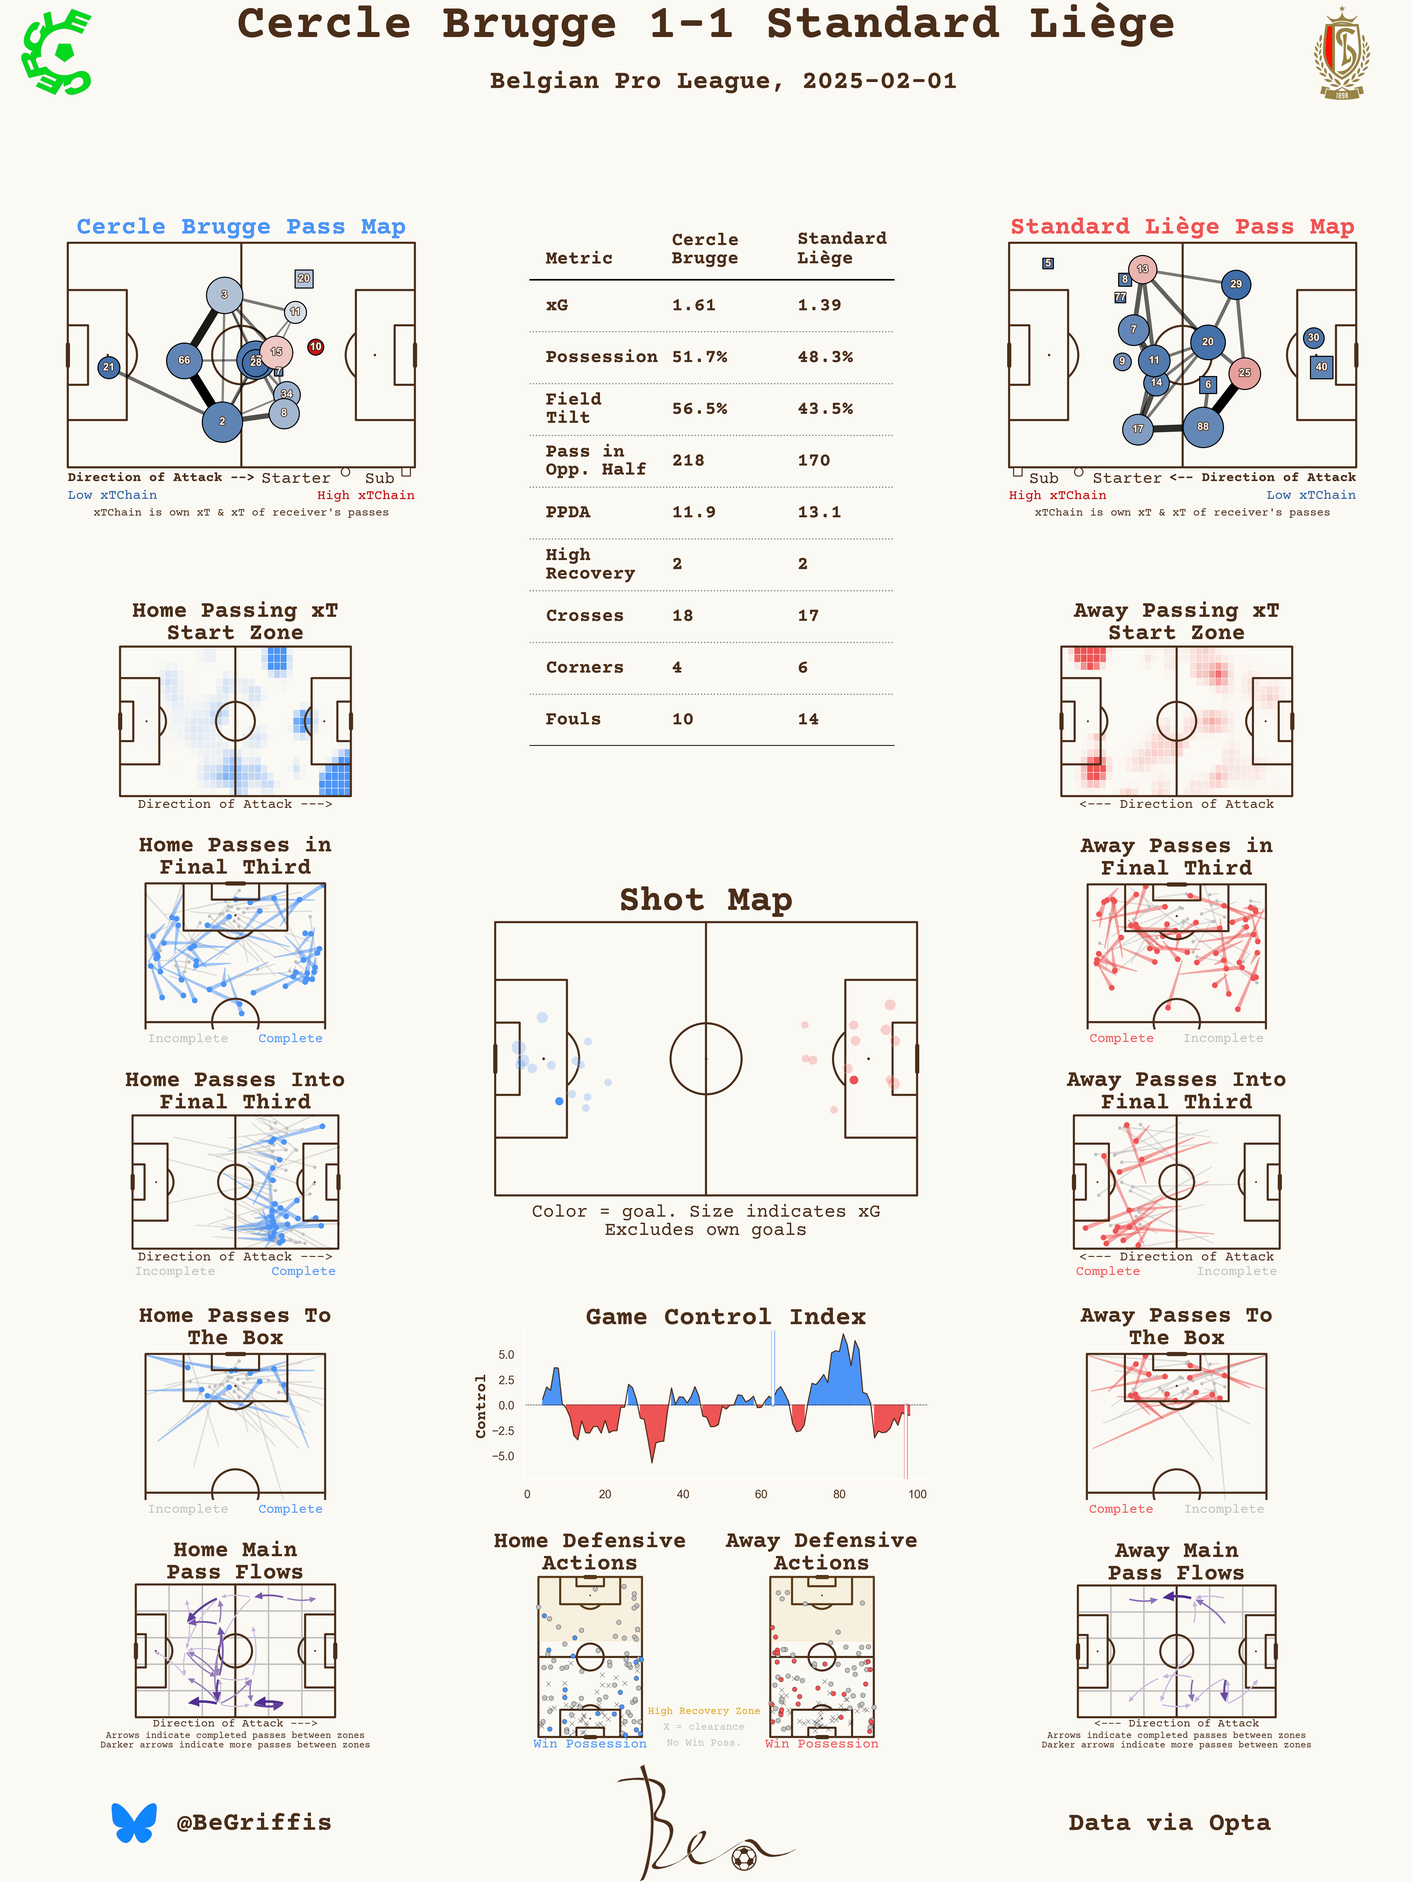 Cercle Brugge 1-1 Standard Liège
Belgian Pro League, 2025-02-01
1898
Cercle Brugge Pass Map
20
3
11
15
10
66
28
7
21
34
8
2
Direction of Attack --> Starter Sub
Low xTChain High xTChain
xTChain is own xT & xT of receiver's passes
Metric Cercle Brugge Standard Liège
xG 1.61 1.39
Possession 51.7% 48.3%
Field Tilt 56.5% 43.5%
Pass in Opp. Half 218 170
PPDA 11.9 13.1
High Recovery 2 2
Crosses 18 17
Corners 4 6
Fouls 10 14
Standard Liège Pass Map
5
13
8
29
77
7
30
20
11
9
40
25
14
6
88
17
Sub Starter <-- Direction of Attack
High xTChain Low xTChain
xTChain is own xT & xT of receiver's passes
Home Passing xT
Start Zone
Direction of Attack --->
Away Passing xT
Start Zone
<--- Direction of Attack
Home Passes in
Final Third
Incomplete Complete
Away Passes in
Final Third
Complete Incomplete
Shot Map
Color = goal. Size indicates xG
Excludes own goals
Home Passes Into
Final Third
Direction of Attack --->
Incomplete Complete
Away Passes Into
Final Third
<--- Direction of Attack
Complete Incomplete
Home Passes To
The Box
Incomplete Complete
Game Control Index
Control
5.0
2.5
0.0
−2.5
−5.0
0 20 40 60 80 100
Away Passes To
The Box
Complete Incomplete
Home Main
Pass Flows
Direction of Attack --->
Arrows indicate completed passes between zones
Darker arrows indicate more passes between zones
Home Defensive
Actions
Win Possession
Away Defensive
Actions
Win Possession
High Recovery Zone
X = clearance
No Win Poss.
Away Main
Pass Flows
<--- Direction of Attack
Arrows indicate completed passes between zones
Darker arrows indicate more passes between zones
@BeGriffis
Ben
Data via Opta